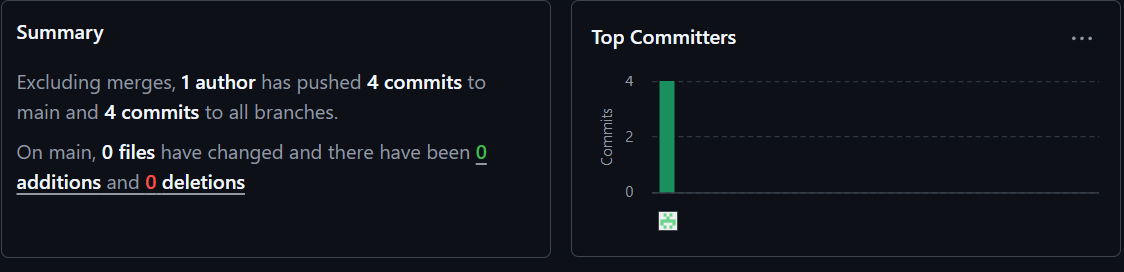 Summary
Excluding merges, 1 author has pushed 4 commits to
main and 4 commits to all branches.
On main, 0 files have changed and there have been 0
additions and 0 deletions
Top Committers
4
2
0
Commits